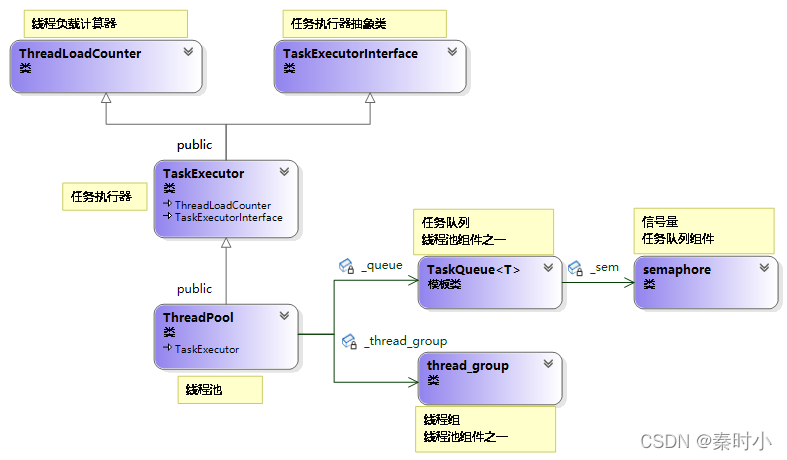 线程负载计算器
ThreadLoadCounter
类
任务执行器抽象类
TaskExecutorInterface
类
public
任务执行器
TaskExecutor
类
ThreadLoadCounter
TaskExecutorInterface
任务队列
线程池组件之一
信号量
任务队列组件
_queue
TaskQueue<T>
模板类
_sem
semaphore
类
public
ThreadPool
类
TaskExecutor
_thread_group
thread_group
类
线程池
线程组
线程池组件之一
CSDN @秦时小